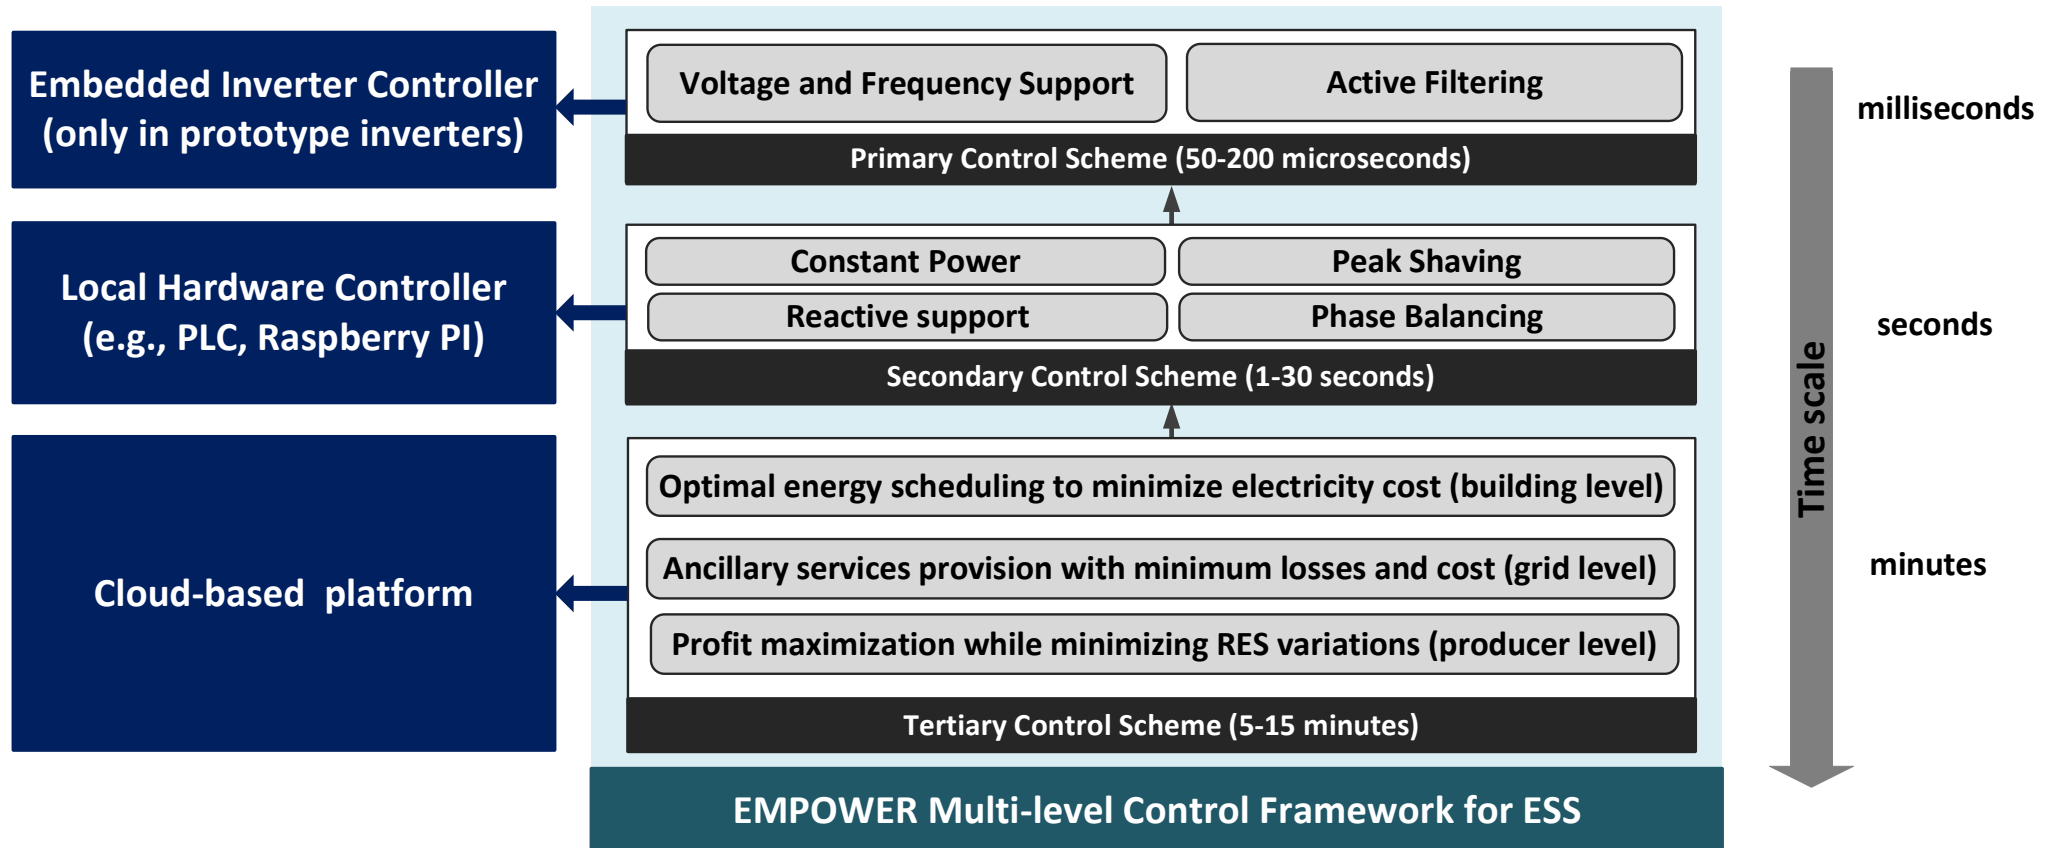 Embedded Inverter Controller
(only in prototype inverters)
Voltage and Frequency Support
Active Filtering
Primary Control Scheme (50-200 microseconds)
milliseconds
Local Hardware Controller
(e.g., PLC, Raspberry PI)
Constant Power
Peak Shaving
Reactive support
Phase Balancing
Secondary Control Scheme (1-30 seconds)
seconds
Time scale
Cloud-based platform
Optimal energy scheduling to minimize electricity cost (building level)
Ancillary services provision with minimum losses and cost (grid level)
Profit maximization while minimizing RES variations (producer level)
Tertiary Control Scheme (5-15 minutes)
minutes
EMPOWER Multi-level Control Framework for ESS